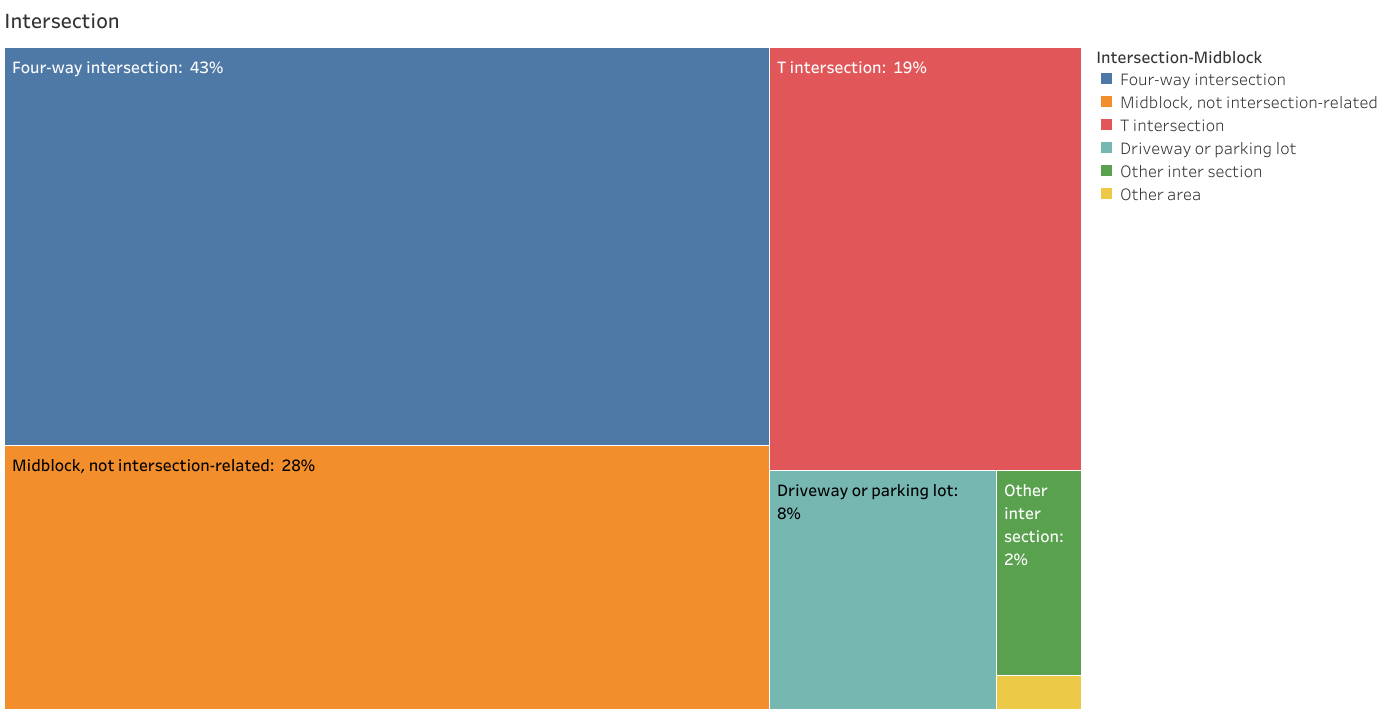 Intersection
Four-way intersection: 43%
Midblock, not intersection-related: 28%
T intersection: 19%
Driveway or parking lot:
8%
Other
inter
section:
2%
Intersection-Midblock
Four-way intersection
Midblock, not intersection-related
T intersection
Driveway or parking lot
Other inter section
Other area